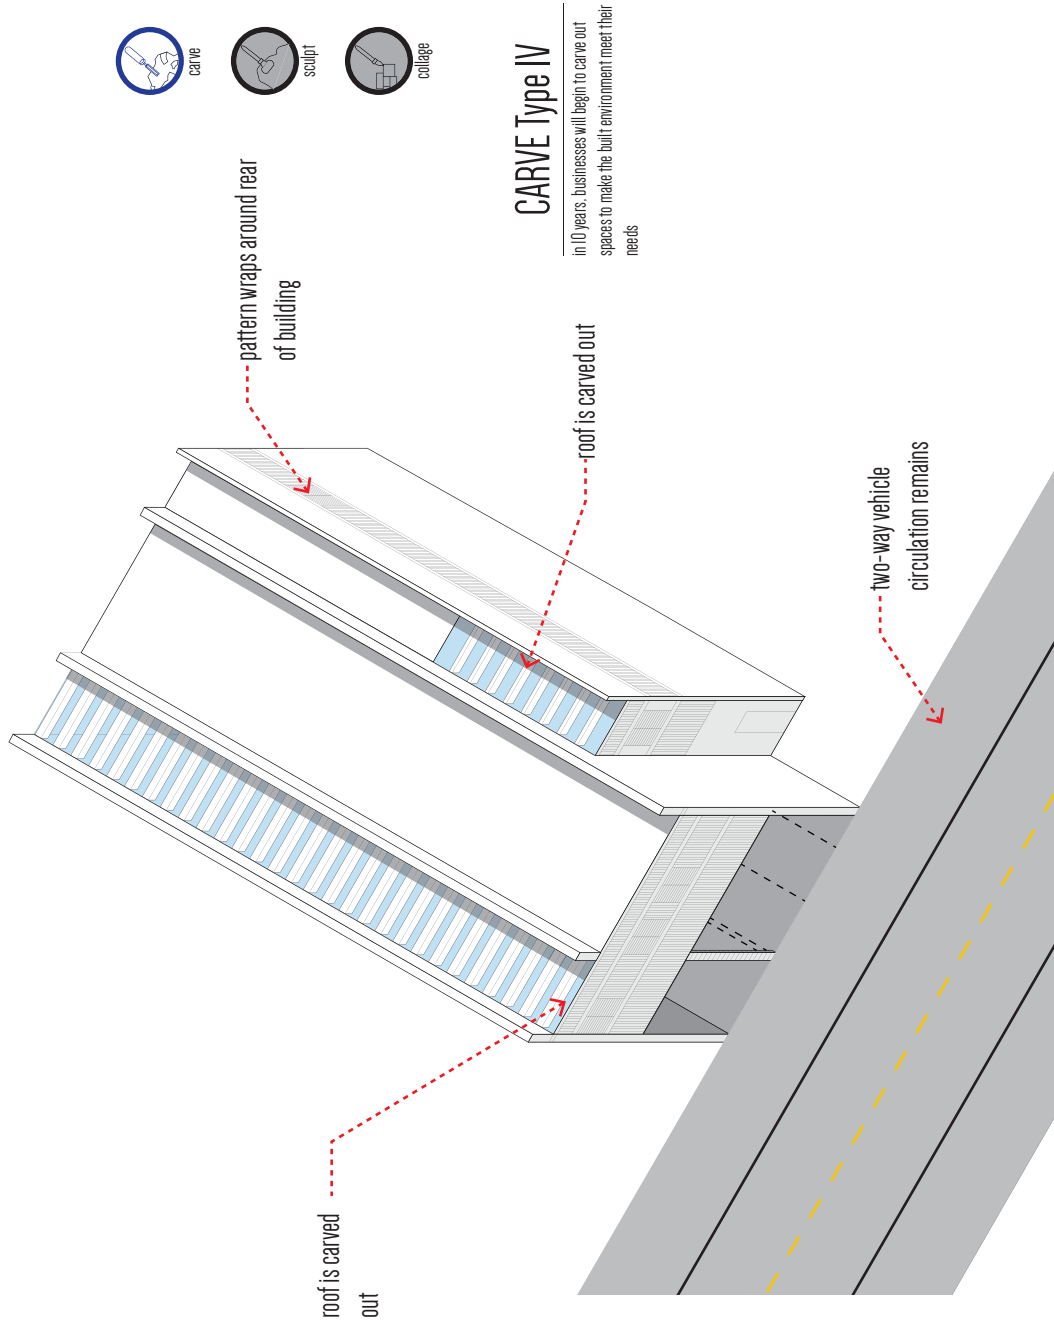 carve
sculpt
collage
CARVE Type IV
in 10 years, businesses will begin to carve out
spaces to make the built environment meet their
needs
pattern wraps around rear
of building
roof is carved out
two-way vehicle
circulation remains
roof is carved
out